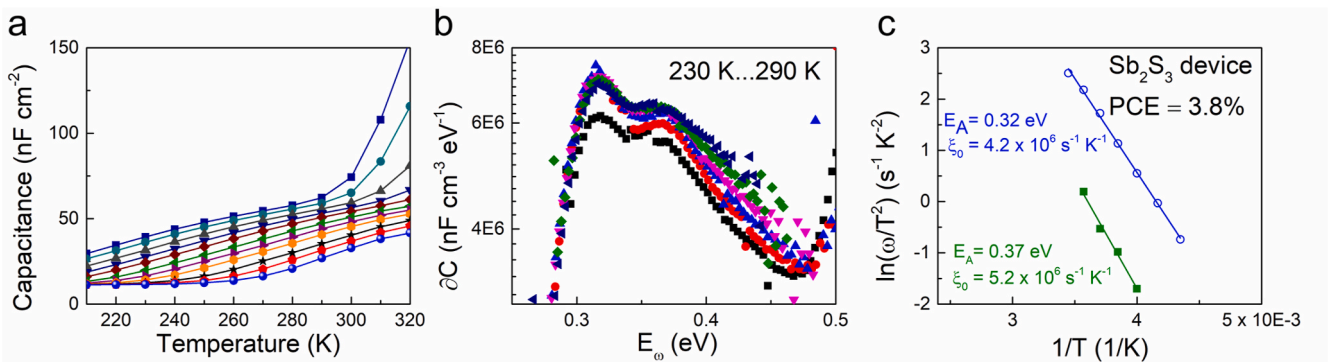 a
150
100
50
0
220
240
260
280
300
320
Capacitance (nF cm⁻²)
Temperature (K)
b
8E6
6E6
4E6
0.3
0.4
0.5
230 K...290 K
∂C (nF cm⁻³ eV⁻¹)
E_ω (eV)
c
3
2
1
0
-1
-2
3
4
5 x 10E-3
Sb₂S₃ device
PCE = 3.8%
E_A = 0.32 eV
ξ₀ = 4.2 x 10⁶ s⁻¹ K⁻¹
E_A = 0.37 eV
ξ₀ = 5.2 x 10⁶ s⁻¹ K⁻¹
ln(ω/T²) (s⁻¹ K⁻²)
1/T (1/K)